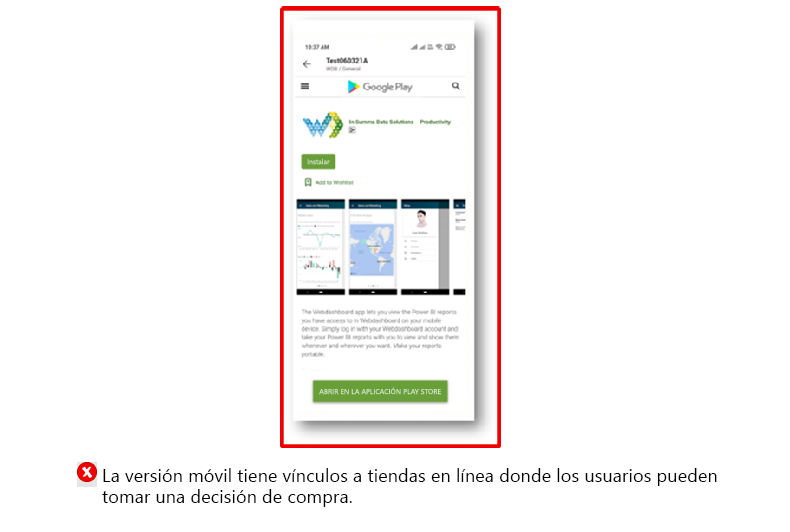 10:37 AM
Test060321A
WDB / General
Google Play
In-Summa Data Solutions Productivity
Instalar
Add to Wishlist
The Webdashboard app lets you view the Power BI reports
you have access to in Webdashboard on your mobile
device. Simply log in with your Webdashboard account and
take your Power BI reports with you to view and show them
whenever and wherever you want. Make your reports
portable.
ABRIR EN LA APLICACIÓN PLAY STORE
La versión móvil tiene vínculos a tiendas en línea donde los usuarios pueden
tomar una decisión de compra.